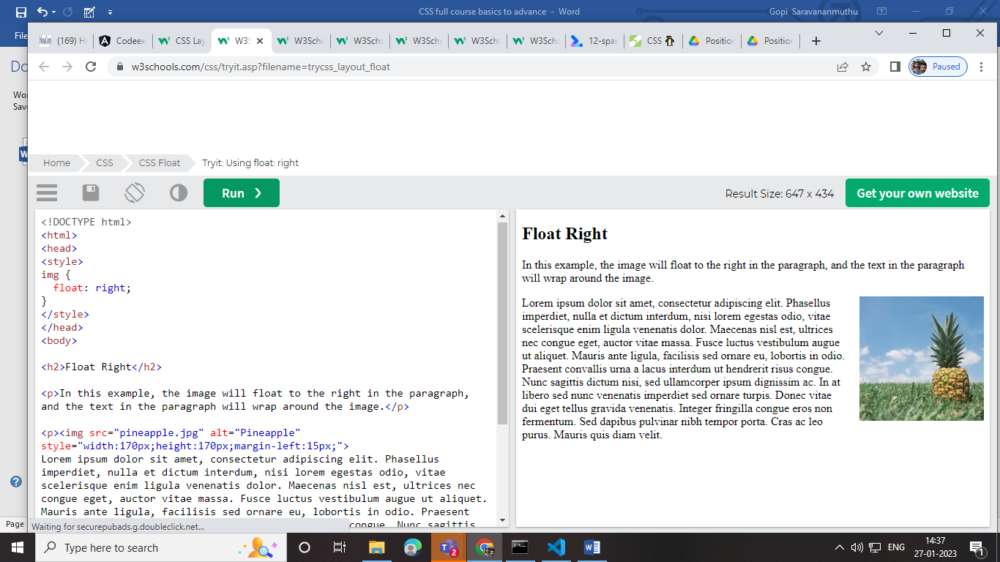 CSS full course basics to advance - Word
Gopi Saravananmuthu
File
(169) H
Codeex
CSS Lay
W3S
W3Scho
W3Scho
W3Scho
W3Scho
W3Scho
12-spar
CSS
Position
Position
w3schools.com/css/tryit.asp?filename=trycss_layout_float
Paused
Do
Wor
Save
Home
CSS
CSS Float
Tryit: Using float: right
Run ❯
Result Size: 647 x 434
Get your own website
<!DOCTYPE html>
<html>
<head>
<style>
img {
  float: right;
}
</style>
</head>
<body>
<h2>Float Right</h2>
<p>In this example, the image will float to the right in the paragraph,
and the text in the paragraph will wrap around the image.</p>
<p><img src="pineapple.jpg" alt="Pineapple"
style="width:170px;height:170px;margin-left:15px;">
Lorem ipsum dolor sit amet, consectetur adipiscing elit. Phasellus
imperdiet, nulla et dictum interdum, nisi lorem egestas odio, vitae
scelerisque enim ligula venenatis dolor. Maecenas nisl est, ultrices nec
congue eget, auctor vitae massa. Fusce luctus vestibulum augue ut aliquet.
Mauris ante ligula, facilisis sed ornare eu, lobortis in odio. Praesent
congue. Nunc sagittis
Float Right
In this example, the image will float to the right in the paragraph, and the text in the paragraph
will wrap around the image.
Lorem ipsum dolor sit amet, consectetur adipiscing elit. Phasellus
imperdiet, nulla et dictum interdum, nisi lorem egestas odio, vitae
scelerisque enim ligula venenatis dolor. Maecenas nisl est, ultrices
nec congue eget, auctor vitae massa. Fusce luctus vestibulum augue
ut aliquet. Mauris ante ligula, facilisis sed ornare eu, lobortis in odio.
Praesent convallis urna a lacus interdum ut hendrerit risus congue.
Nunc sagittis dictum nisi, sed ullamcorper ipsum dignissim ac. In at
libero sed nunc venenatis imperdiet sed ornare turpis. Donec vitae
dui eget tellus gravida venenatis. Integer fringilla congue eros non
fermentum. Sed dapibus pulvinar nibh tempor porta. Cras ac leo
purus. Mauris quis diam velit.
Page
Waiting for securepubads.g.doubleclick.net...
Type here to search
2
ENG
14:37
27-01-2023
1